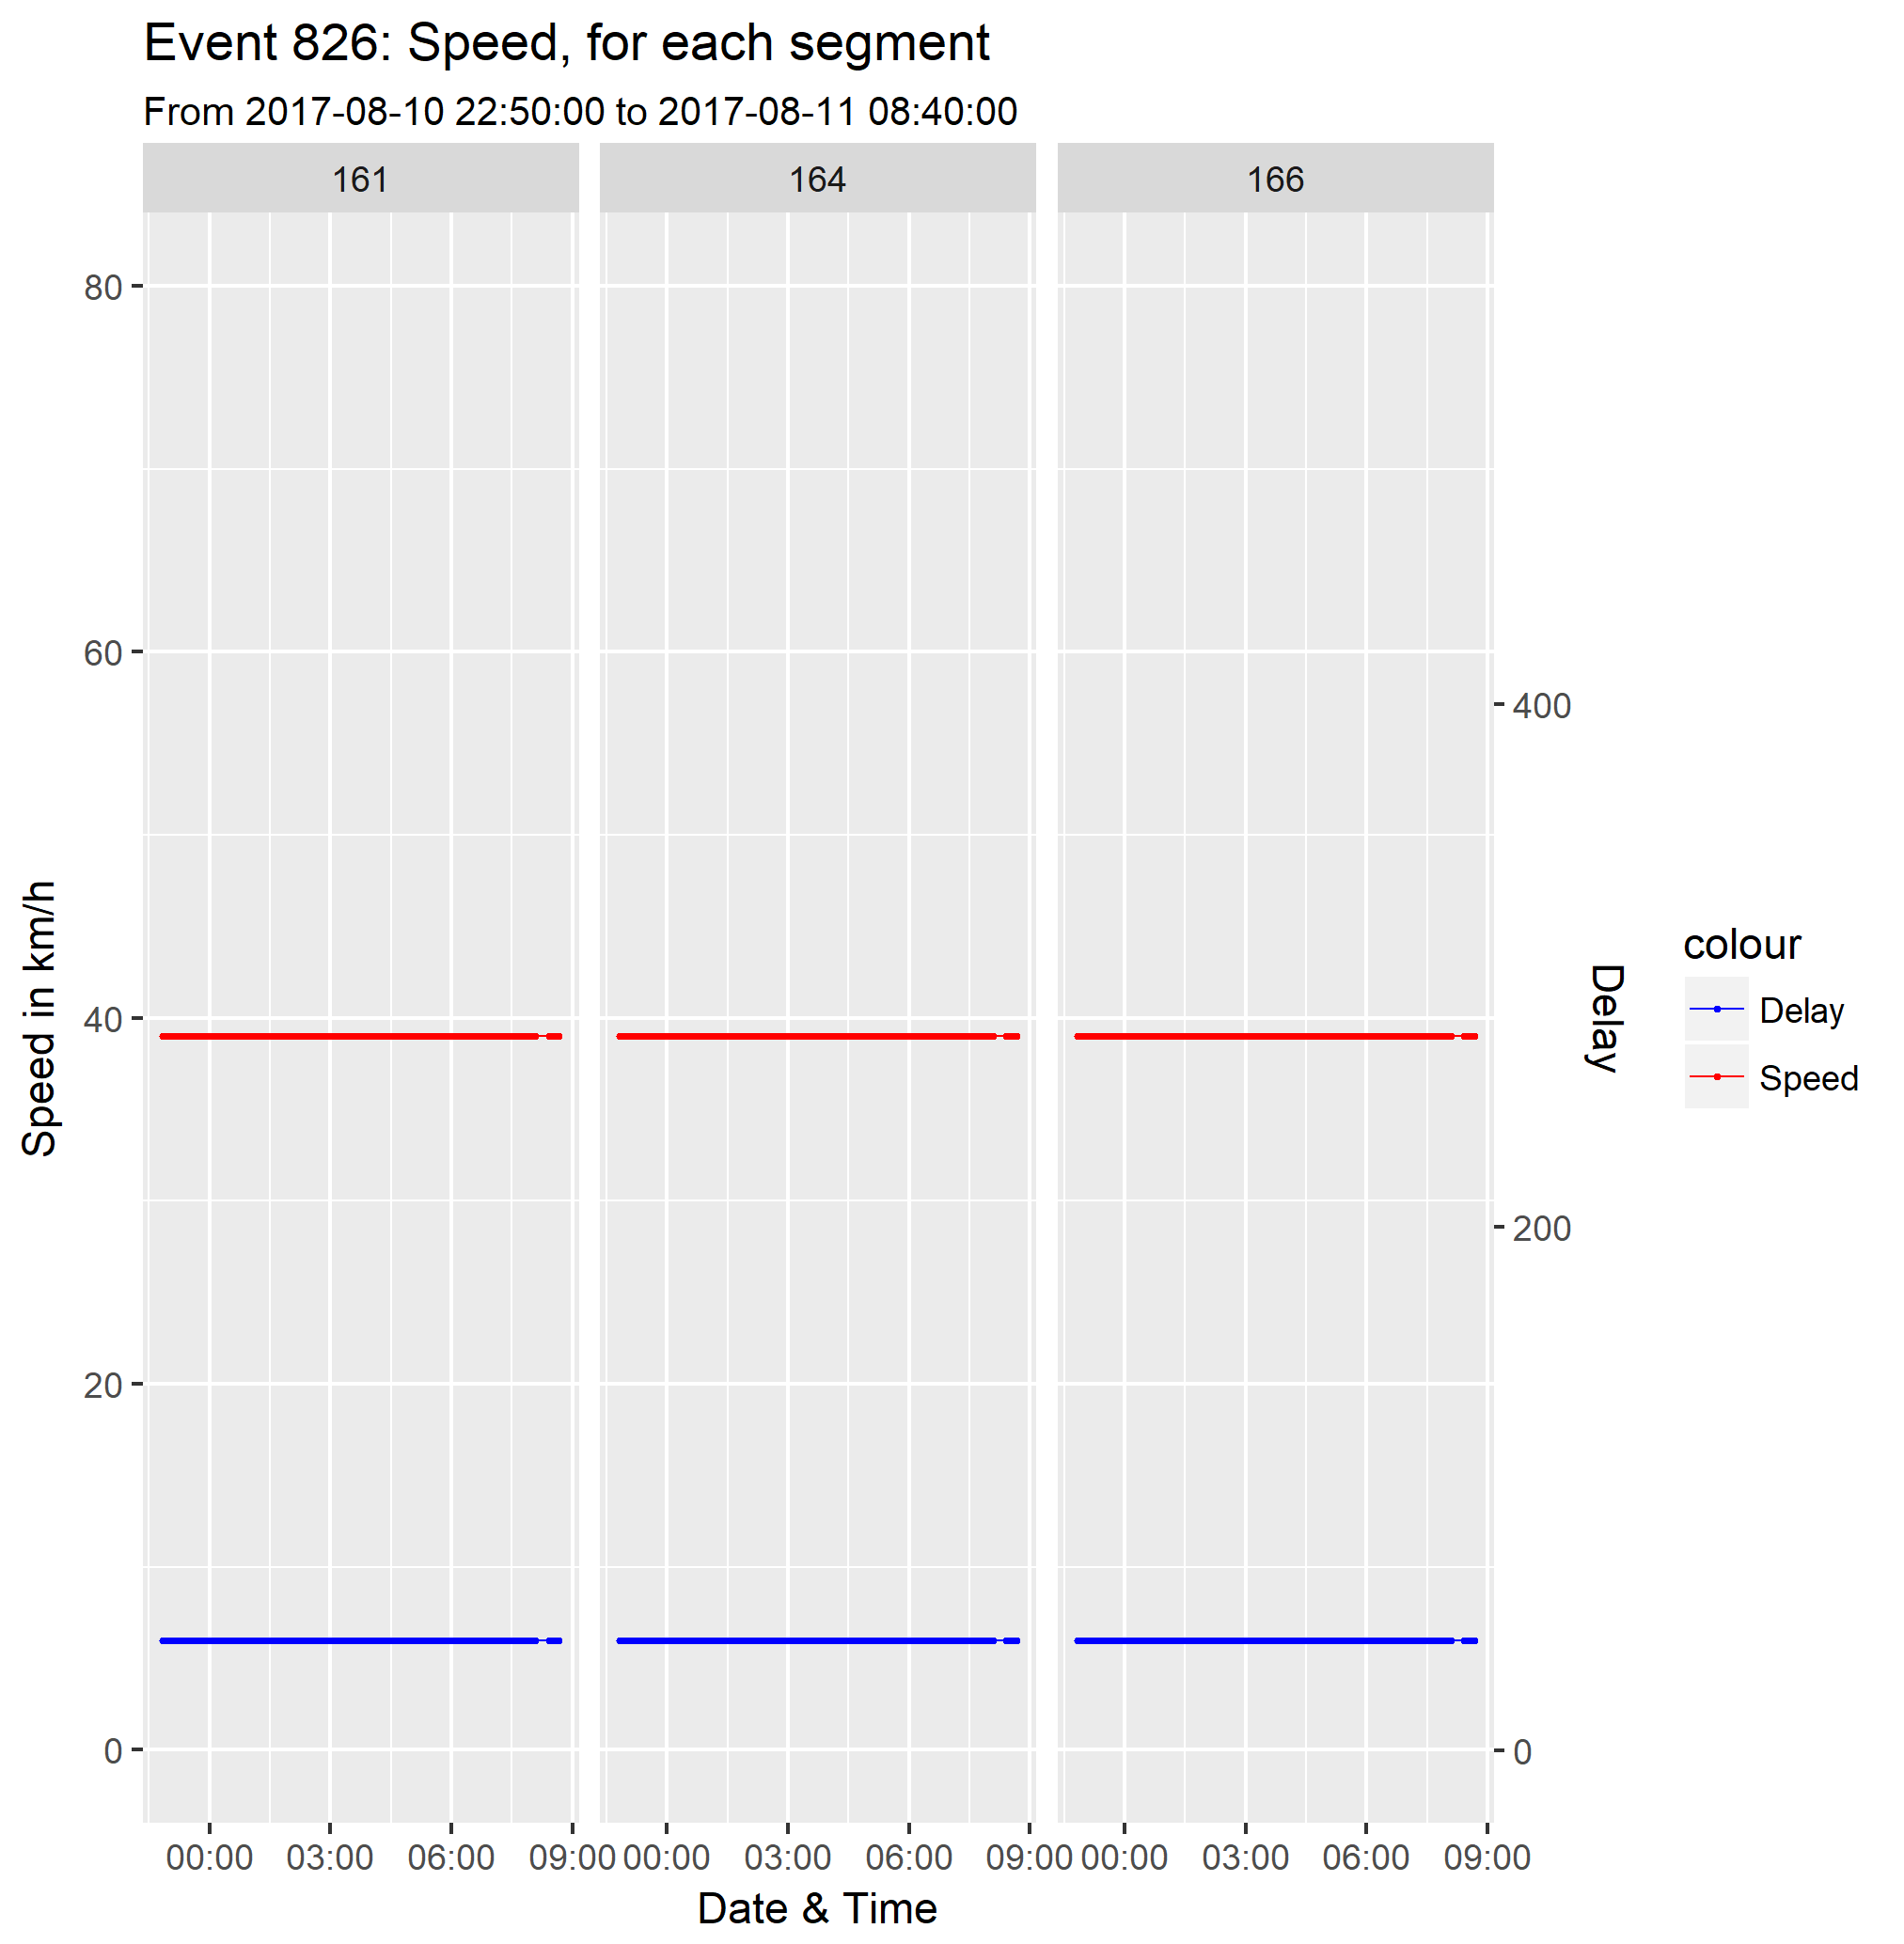 Event 826: Speed, for each segment
From 2017-08-10 22:50:00 to 2017-08-11 08:40:00
161 164 166
80
60
40
20
0
Speed in km/h
400
200
0
Delay
colour
Delay
Speed
00:00 03:00 06:00 09:00 00:00 03:00 06:00 09:00 00:00 03:00 06:00 09:00
Date & Time